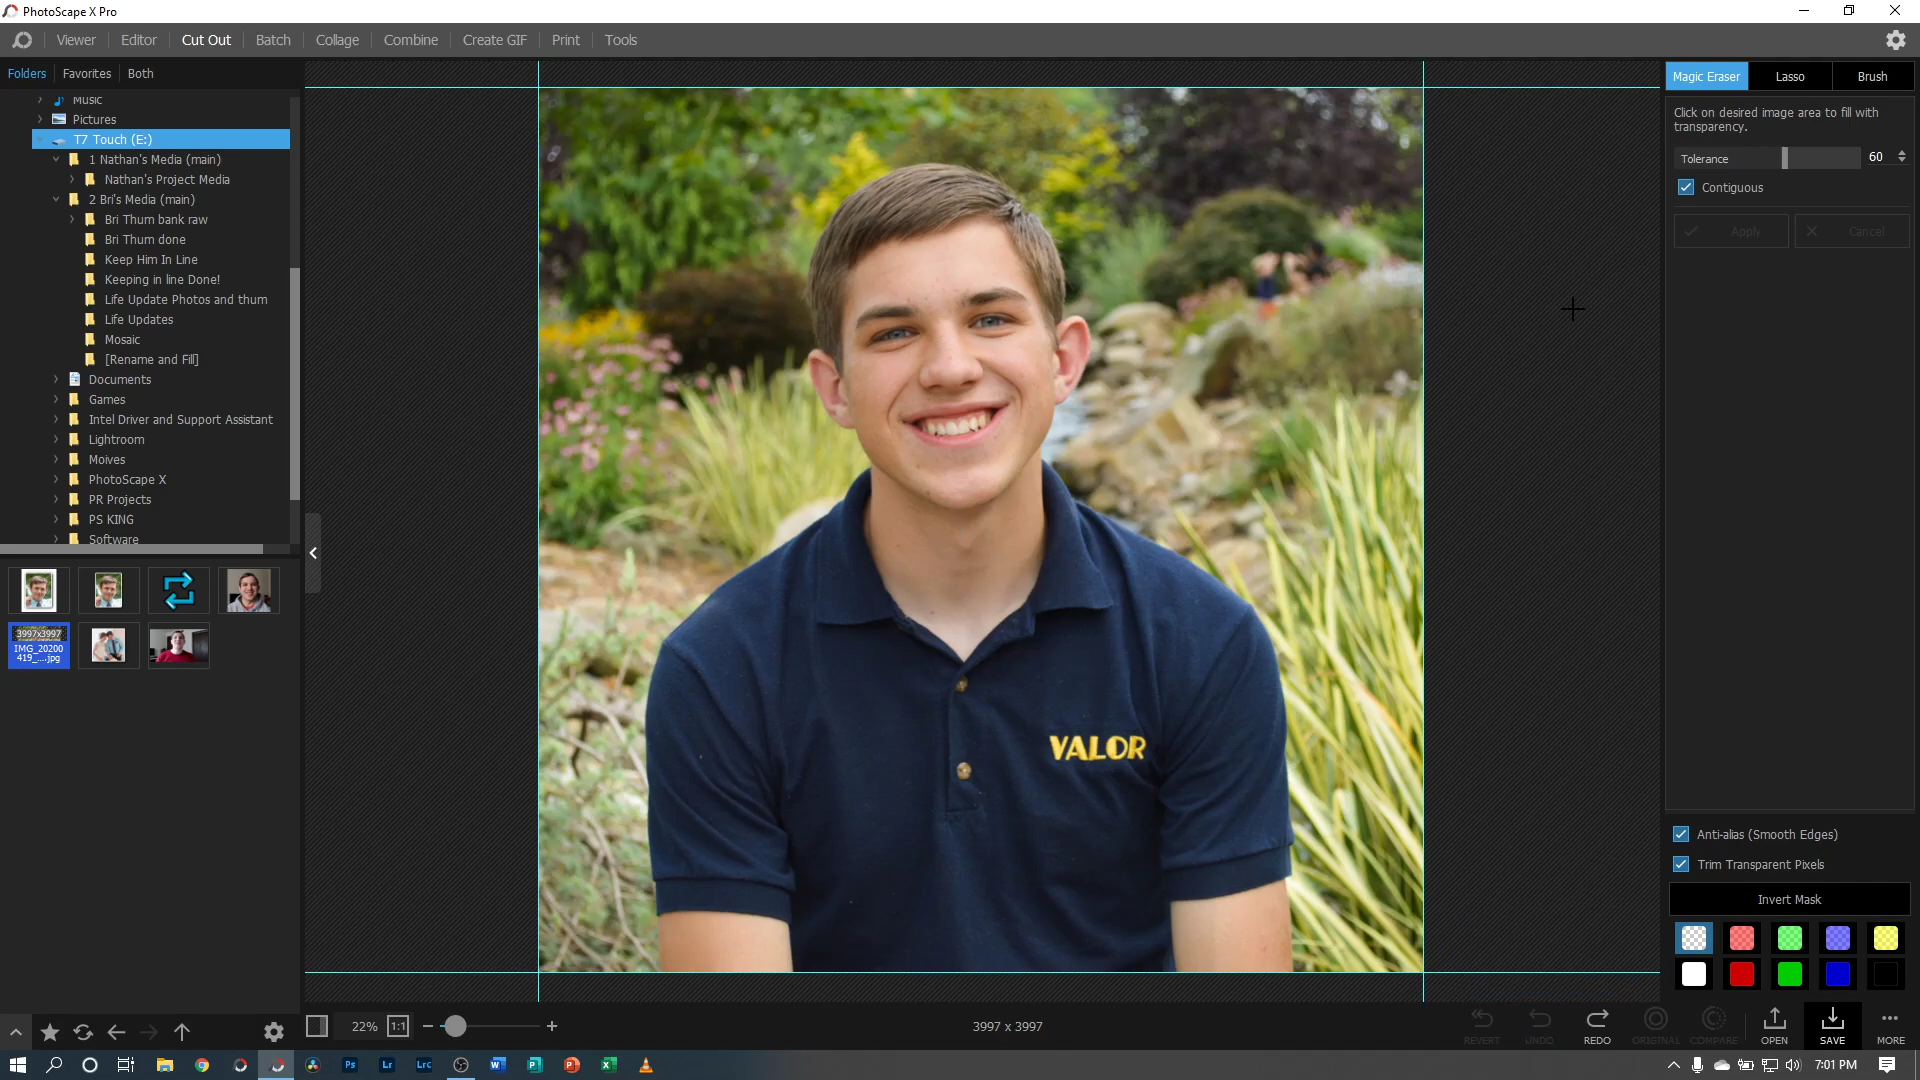 PhotoScape X Pro
Viewer Editor Cut Out Batch Collage Combine Create GIF Print Tools
Folders Favorites Both
Music
Pictures
T7 Touch (E:)
1 Nathan's Media (main)
Nathan's Project Media
2 Bri's Media (main)
Bri Thum bank raw
Bri Thum done
Keep Him In Line
Keeping in line Done!
Life Update Photos and thum
Life Updates
Mosaic
[Rename and Fill]
Documents
Games
Intel Driver and Support Assistant
Lightroom
Moives
PhotoScape X
PR Projects
PS KING
Software
3997x3997
IMG_20200
419_....jpg
VALOR
Magic Eraser Lasso Brush
Click on desired image area to fill with
transparency.
Tolerance 60
Contiguous
Apply Cancel
Anti-alias (Smooth Edges)
Trim Transparent Pixels
Invert Mask
22% 1:1 3997 x 3997
REVERT UNDO REDO ORIGINAL COMPARE OPEN SAVE MORE
Ps Lr Lrc 7:01 PM